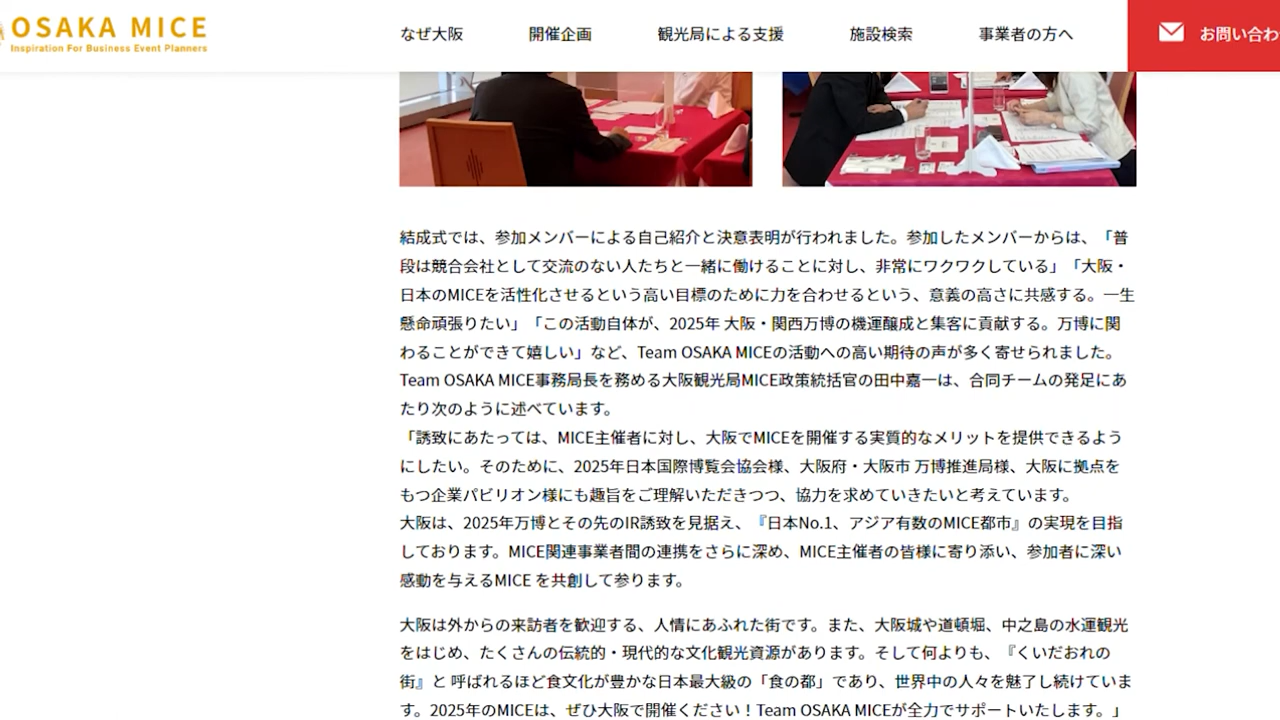 OSAKA MICE
Inspiration For Business Event Planners
なぜ大阪
開催企画
観光局による支援
施設検索
事業者の方へ
お問い合わ
結成式では、参加メンバーによる自己紹介と決意表明が行われました。参加したメンバーからは、「普
段は競合会社として交流のない人たちと一緒に働けることに対し、非常にワクワクしている」「大阪・
日本のMICEを活性化させるという高い目標のために力を合わせるという、意義の高さに共感する。一生
懸命頑張りたい」「この活動自体が、2025年 大阪・関西万博の機運醸成と集客に貢献する。万博に関
わることができて嬉しい」など、Team OSAKA MICEの活動への高い期待の声が多く寄せられました。
Team OSAKA MICE事務局長を務める大阪観光局MICE政策統括官の田中嘉一は、合同チームの発足にあ
たり次のように述べています。
「誘致にあたっては、MICE主催者に対し、大阪でMICEを開催する実質的なメリットを提供できるよう
にしたい。そのために、2025年日本国際博覧会協会様、大阪府・大阪市 万博推進局様、大阪に拠点を
もつ企業パビリオン様にも趣旨をご理解いただきつつ、協力を求めていきたいと考えています。
大阪は、2025年万博とその先のIR誘致を見据え、『日本No.1、アジア有数のMICE都市』の実現を目指
しております。MICE関連事業者間の連携をさらに深め、MICE主催者の皆様に寄り添い、参加者に深い
感動を与えるMICE を共創して参ります。
大阪は外からの来訪者を歓迎する、人情にあふれた街です。また、大阪城や道頓堀、中之島の水運観光
をはじめ、たくさんの伝統的・現代的な文化観光資源があります。そして何よりも、『くいだおれの
街』と 呼ばれるほど食文化が豊かな日本最大級の「食の都」であり、世界中の人々を魅了し続けていま
す。2025年のMICEは、ぜひ大阪で開催ください！Team OSAKA MICEが全力でサポートいたします。」